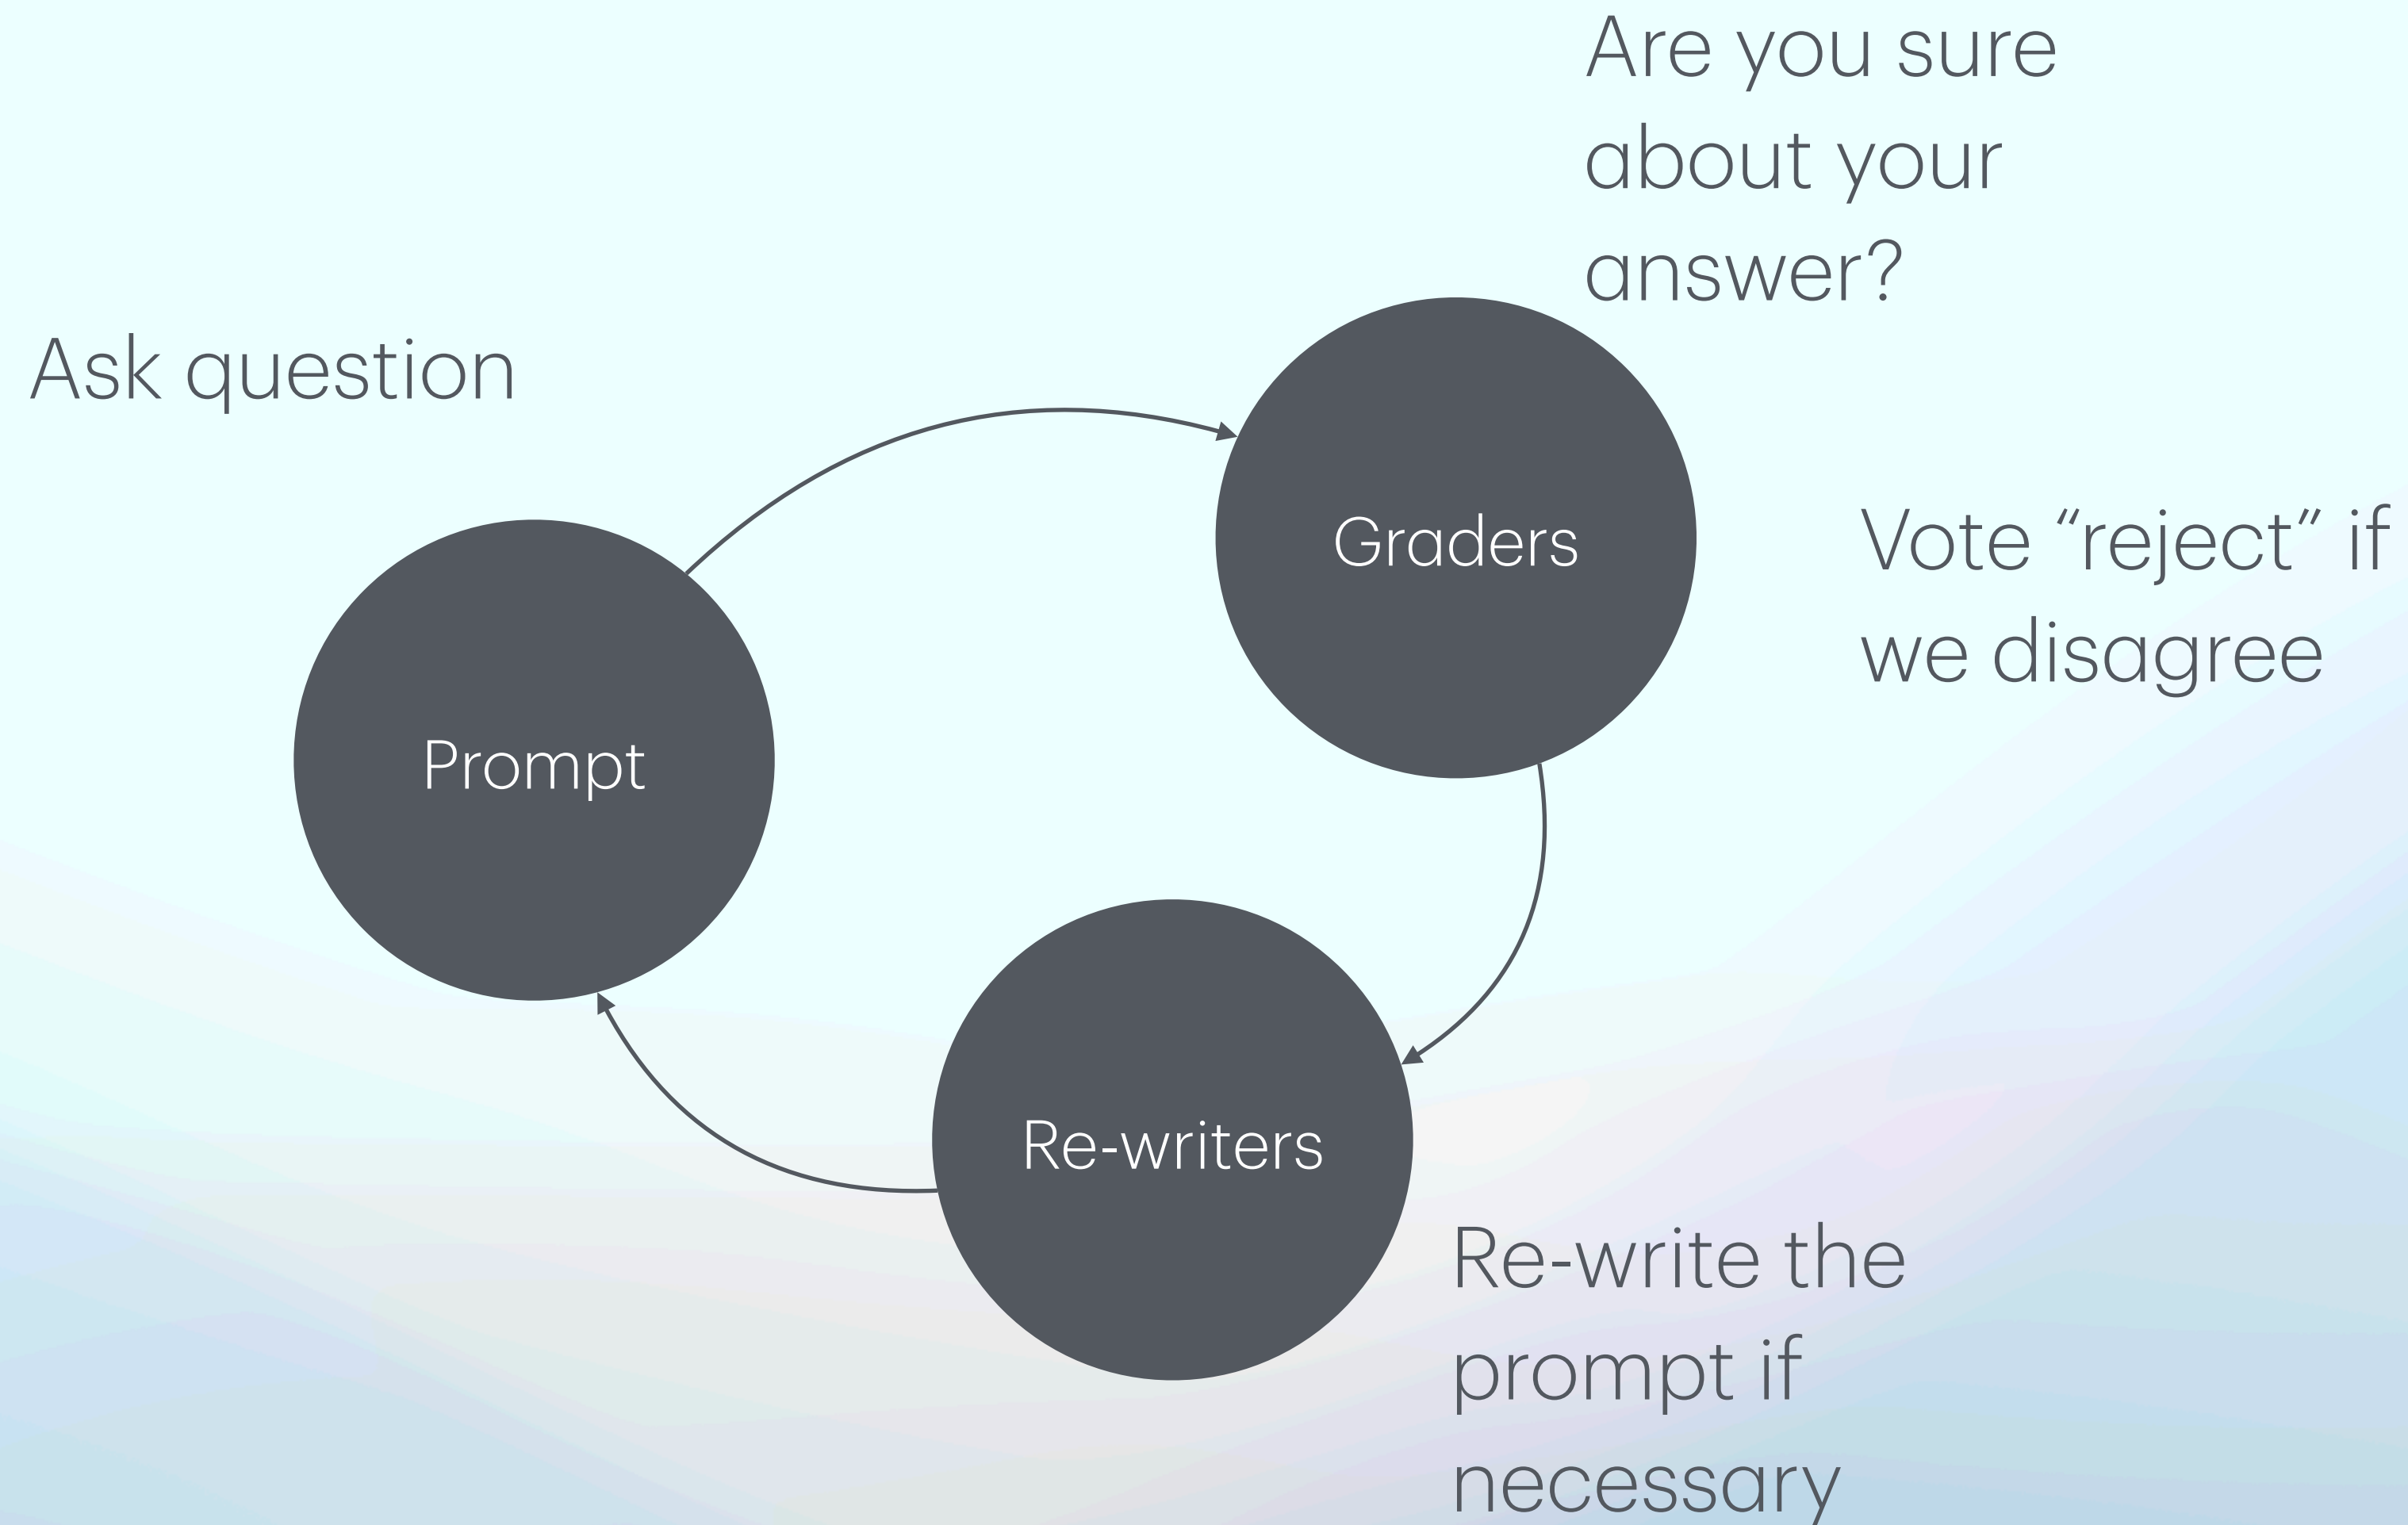 Are you sure
about your
answer?
Ask question
Graders
Vote “reject” if
we disagree
Prompt
Re-writers
Re-write the
prompt if
necessary